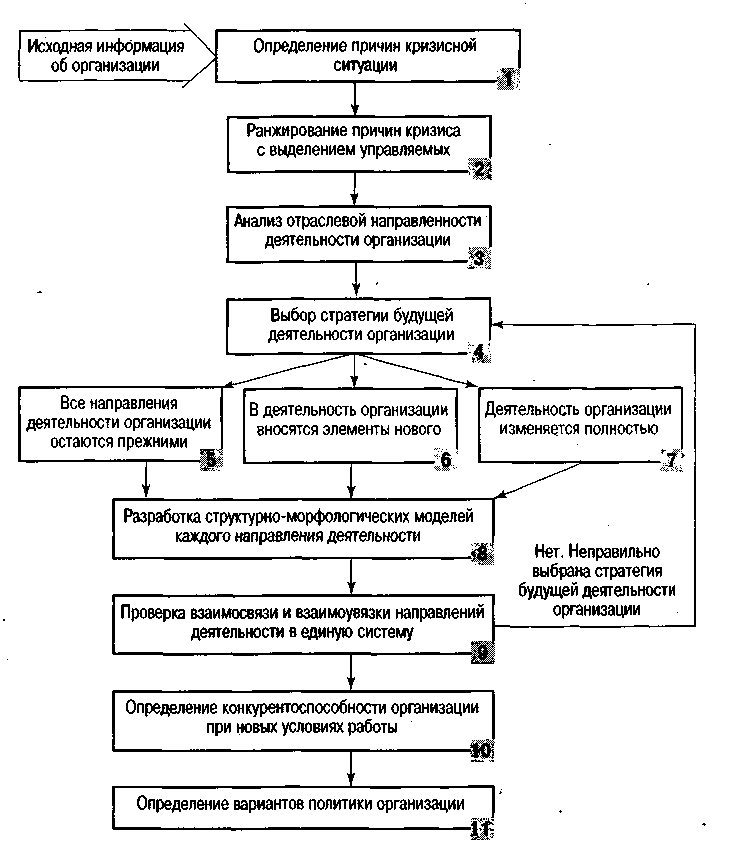 Исходная информация
об организации
Определение причин кризисной
ситуации
1
Ранжирование причин кризиса
с выделением управляемых
2
Анализ отраслевой направленности
деятельности организации
3
Выбор стратегии будущей
деятельности организации
4
Все направления
деятельности организации
остаются прежними
5
В деятельность организации
вносятся элементы нового
6
Деятельность организации
изменяется полностью
7
Разработка структурно-морфологических моделей
каждого направления деятельности
8
Нет. Неправильно
выбрана стратегия
будущей деятельности
организации
Проверка взаимосвязи и взаимоувязки направлений
деятельности в единую систему
9
Определение конкурентоспособности организации
при новых условиях работы
10
Определение вариантов политики организации
11